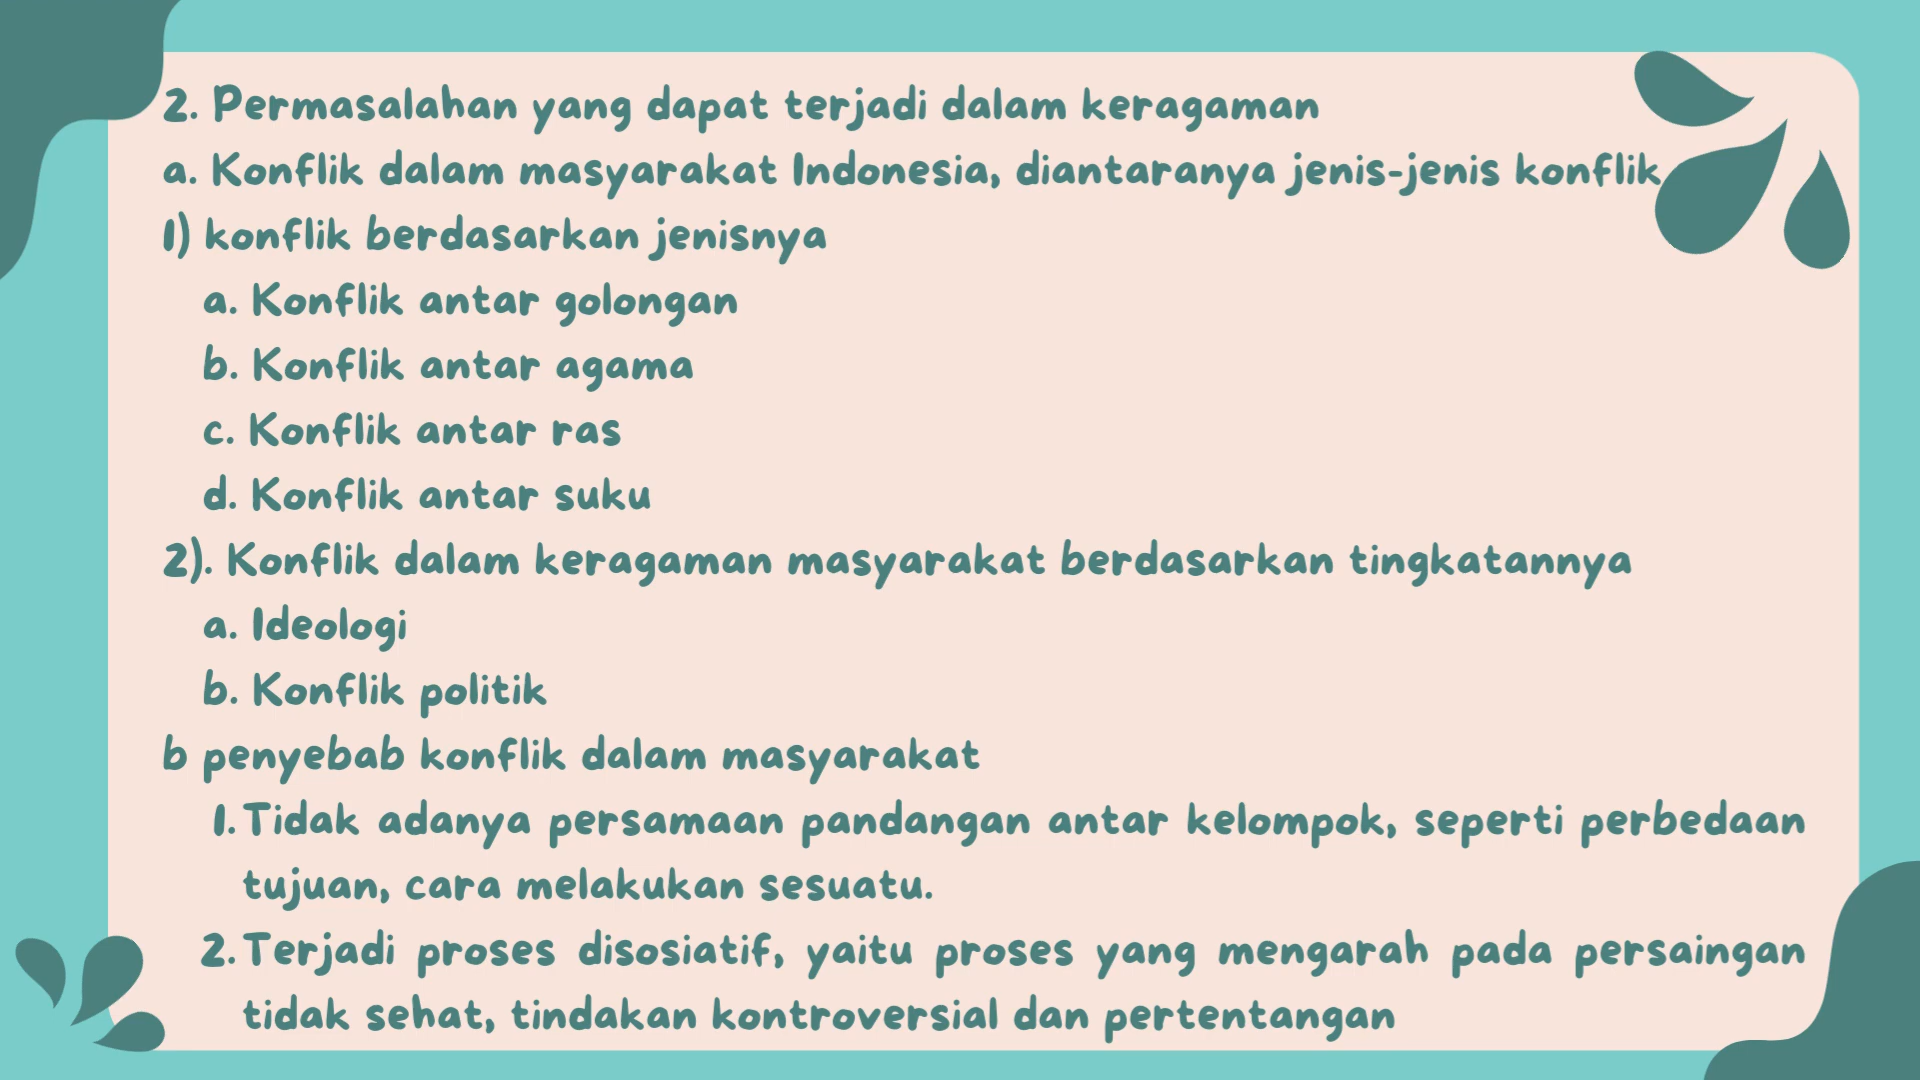 2. Permasalahan yang dapat terjadi dalam keragaman
a. Konflik dalam masyarakat Indonesia, diantaranya jenis-jenis konflik
1) konflik berdasarkan jenisnya
a. Konflik antar golongan
b. Konflik antar agama
c. Konflik antar ras
d. Konflik antar suku
2). Konflik dalam keragaman masyarakat berdasarkan tingkatannya
a. Ideologi
b. Konflik politik
b penyebab konflik dalam masyarakat
1. Tidak adanya persamaan pandangan antar kelompok, seperti perbedaan
tujuan, cara melakukan sesuatu.
2. Terjadi proses disosiatif, yaitu proses yang mengarah pada persaingan
tidak sehat, tindakan kontroversial dan pertentangan